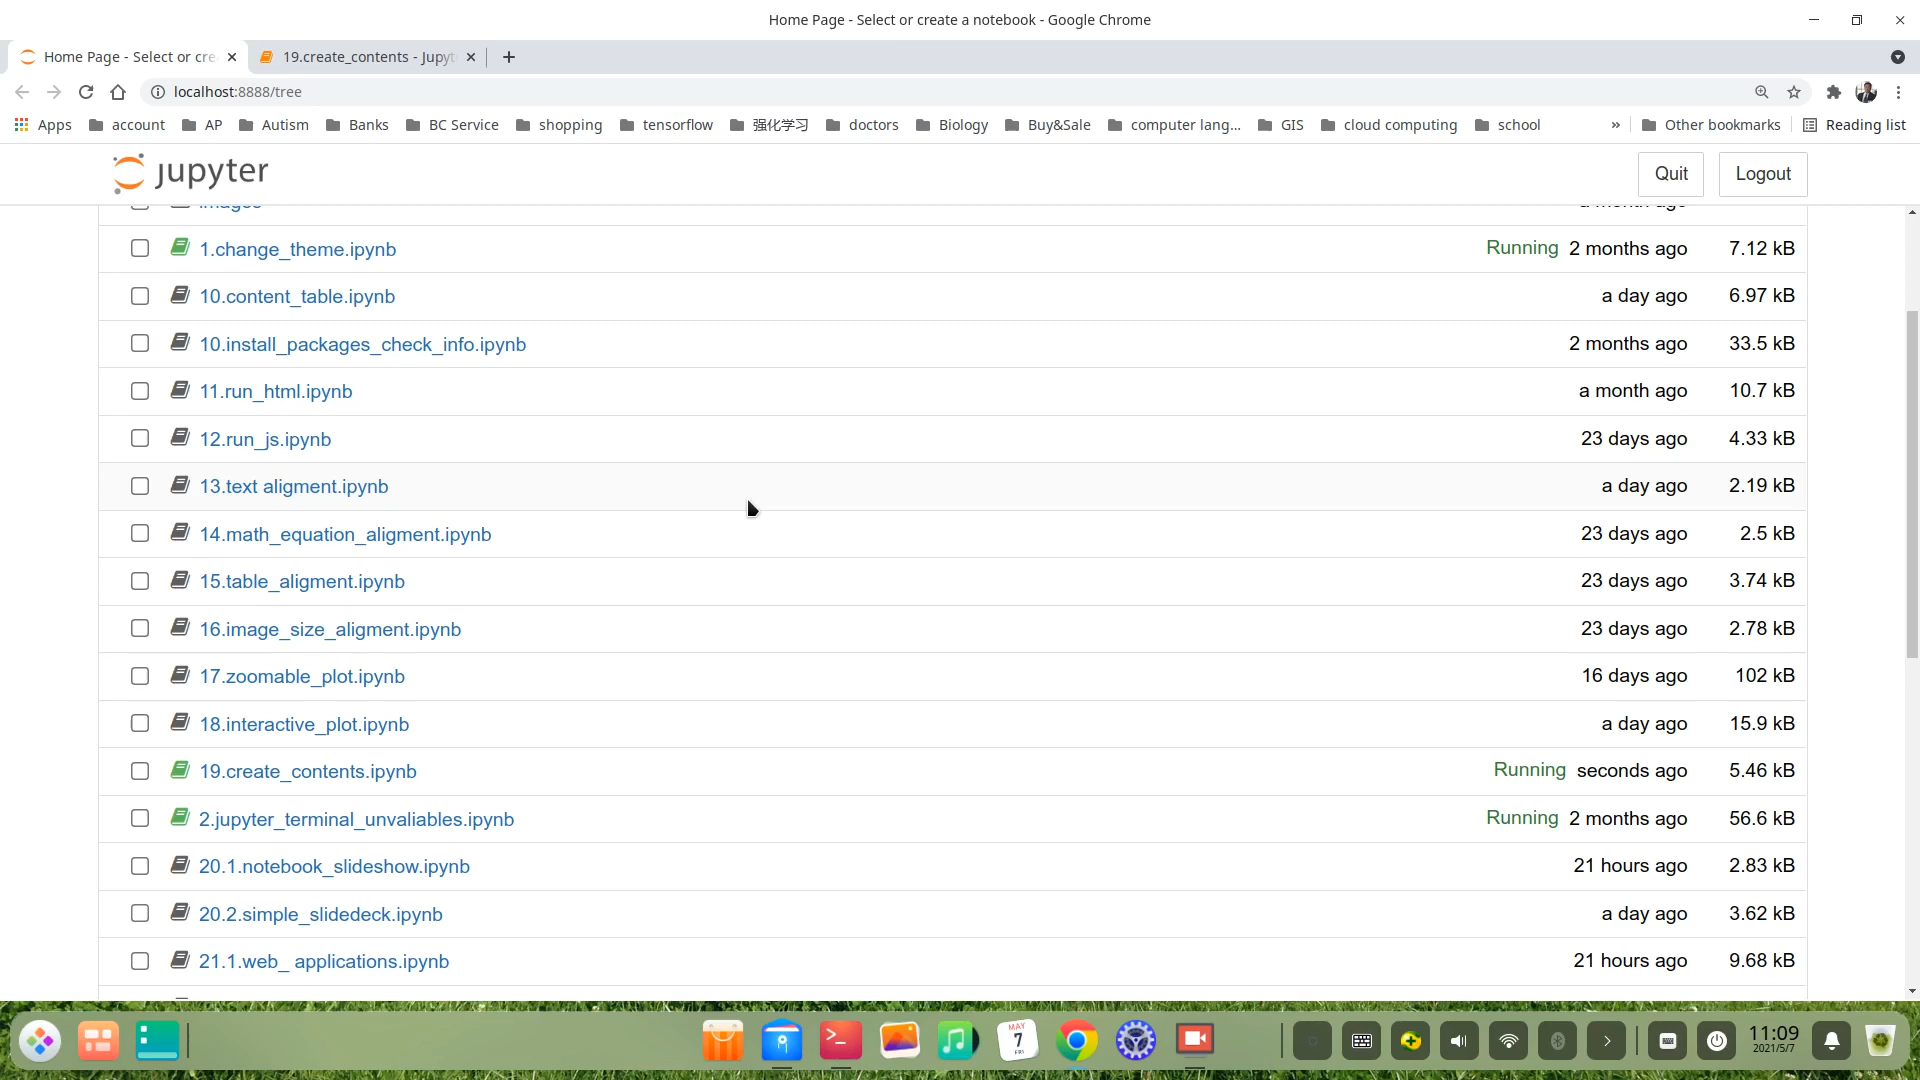 Home Page - Select or create a notebook - Google Chrome
Home Page - Select or cre
19.create_contents - Jupyt
localhost:8888/tree
Apps account AP Autism Banks BC Service shopping tensorflow 强化学习 doctors Biology Buy&Sale computer lang... GIS cloud computing school » Other bookmarks Reading list
jupyter Quit Logout
images a month ago
1.change_theme.ipynb Running 2 months ago 7.12 kB
10.content_table.ipynb a day ago 6.97 kB
10.install_packages_check_info.ipynb 2 months ago 33.5 kB
11.run_html.ipynb a month ago 10.7 kB
12.run_js.ipynb 23 days ago 4.33 kB
13.text aligment.ipynb a day ago 2.19 kB
14.math_equation_aligment.ipynb 23 days ago 2.5 kB
15.table_aligment.ipynb 23 days ago 3.74 kB
16.image_size_aligment.ipynb 23 days ago 2.78 kB
17.zoomable_plot.ipynb 16 days ago 102 kB
18.interactive_plot.ipynb a day ago 15.9 kB
19.create_contents.ipynb Running seconds ago 5.46 kB
2.jupyter_terminal_unvaliables.ipynb Running 2 months ago 56.6 kB
20.1.notebook_slideshow.ipynb 21 hours ago 2.83 kB
20.2.simple_slidedeck.ipynb a day ago 3.62 kB
21.1.web_ applications.ipynb 21 hours ago 9.68 kB
MAY
7
FRI
11:09
2021/5/7